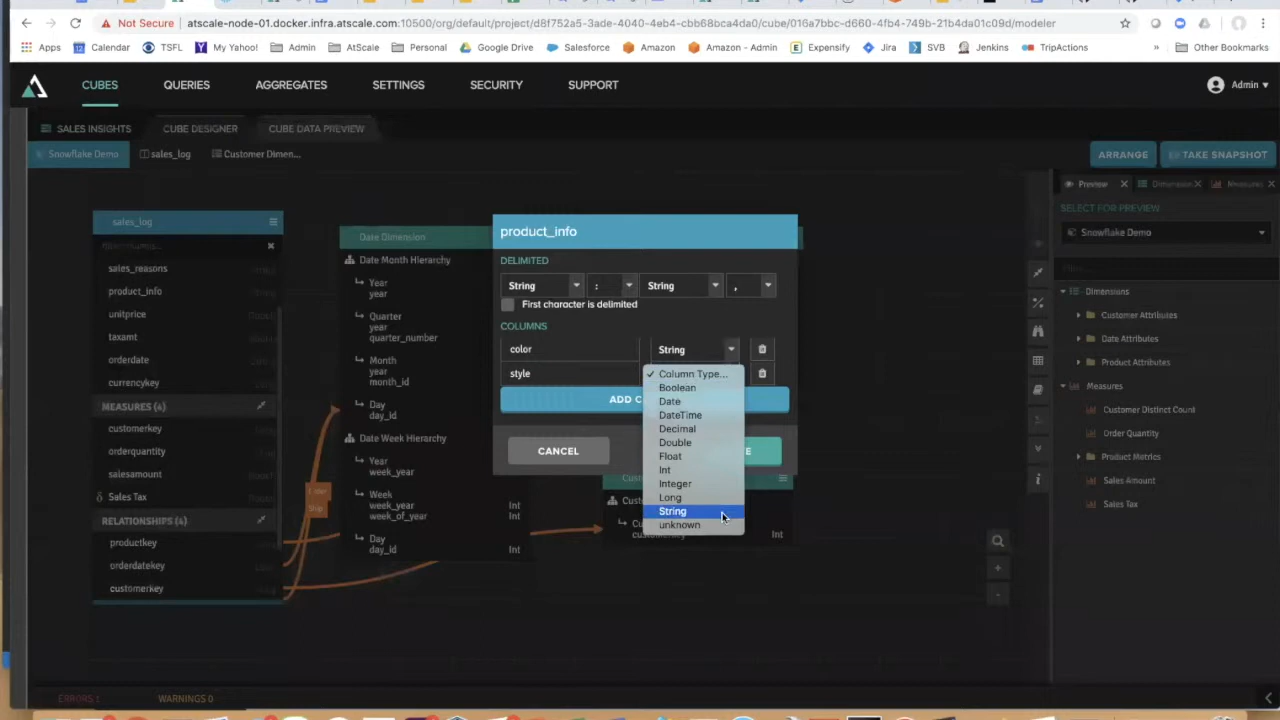 Not Secure atscale-node-01.docker.infra.atscale.com:10500/org/default/project/d8f752a5-3ade-4040-4eb4-cbb68bca4da0/cube/016a7bbc-d660-4fb4-749b-21b4da01c09d/modeler
Apps Calendar TSFL My Yahoo! Admin AtScale Personal Google Drive Salesforce Amazon Amazon - Admin Expensify Jira SVB Jenkins TripActions » Other Bookmarks
CUBES QUERIES AGGREGATES SETTINGS SECURITY SUPPORT Admin
SALES INSIGHTS CUBE DESIGNER CUBE DATA PREVIEW
Snowflake Demo sales_log Customer Dimen... ARRANGE TAKE SNAPSHOT
sales_log
sales_reasons
product_info
unitprice
taxamt
orderdate
currencykey
MEASURES (4)
customerkey
orderquantity
salesamount
Sales Tax
RELATIONSHIPS (4)
productkey
orderdatekey
customerkey
Date Dimension
Date Month Hierarchy
Year
year
Quarter
year
quarter_number
Month
year
month_id
Day
day_id
Date Week Hierarchy
Year
week_year
Week
week_year Int
week_of_year Int
Day
day_id Int
product_info
DELIMITED
String : String ,
First character is delimited
COLUMNS
color String
style
Column Type...
Boolean
Date
DateTime
Decimal
Double
Float
Int
Integer
Long
String
unknown
ADD C
CANCEL
customerkey Int
Preview Dimension Measures
SELECT FOR PREVIEW
Snowflake Demo
Dimensions
Customer Attributes
Date Attributes
Product Attributes
Measures
Customer Distinct Count
Order Quantity
Product Metrics
Sales Amount
Sales Tax
ERRORS 1 WARNINGS 0